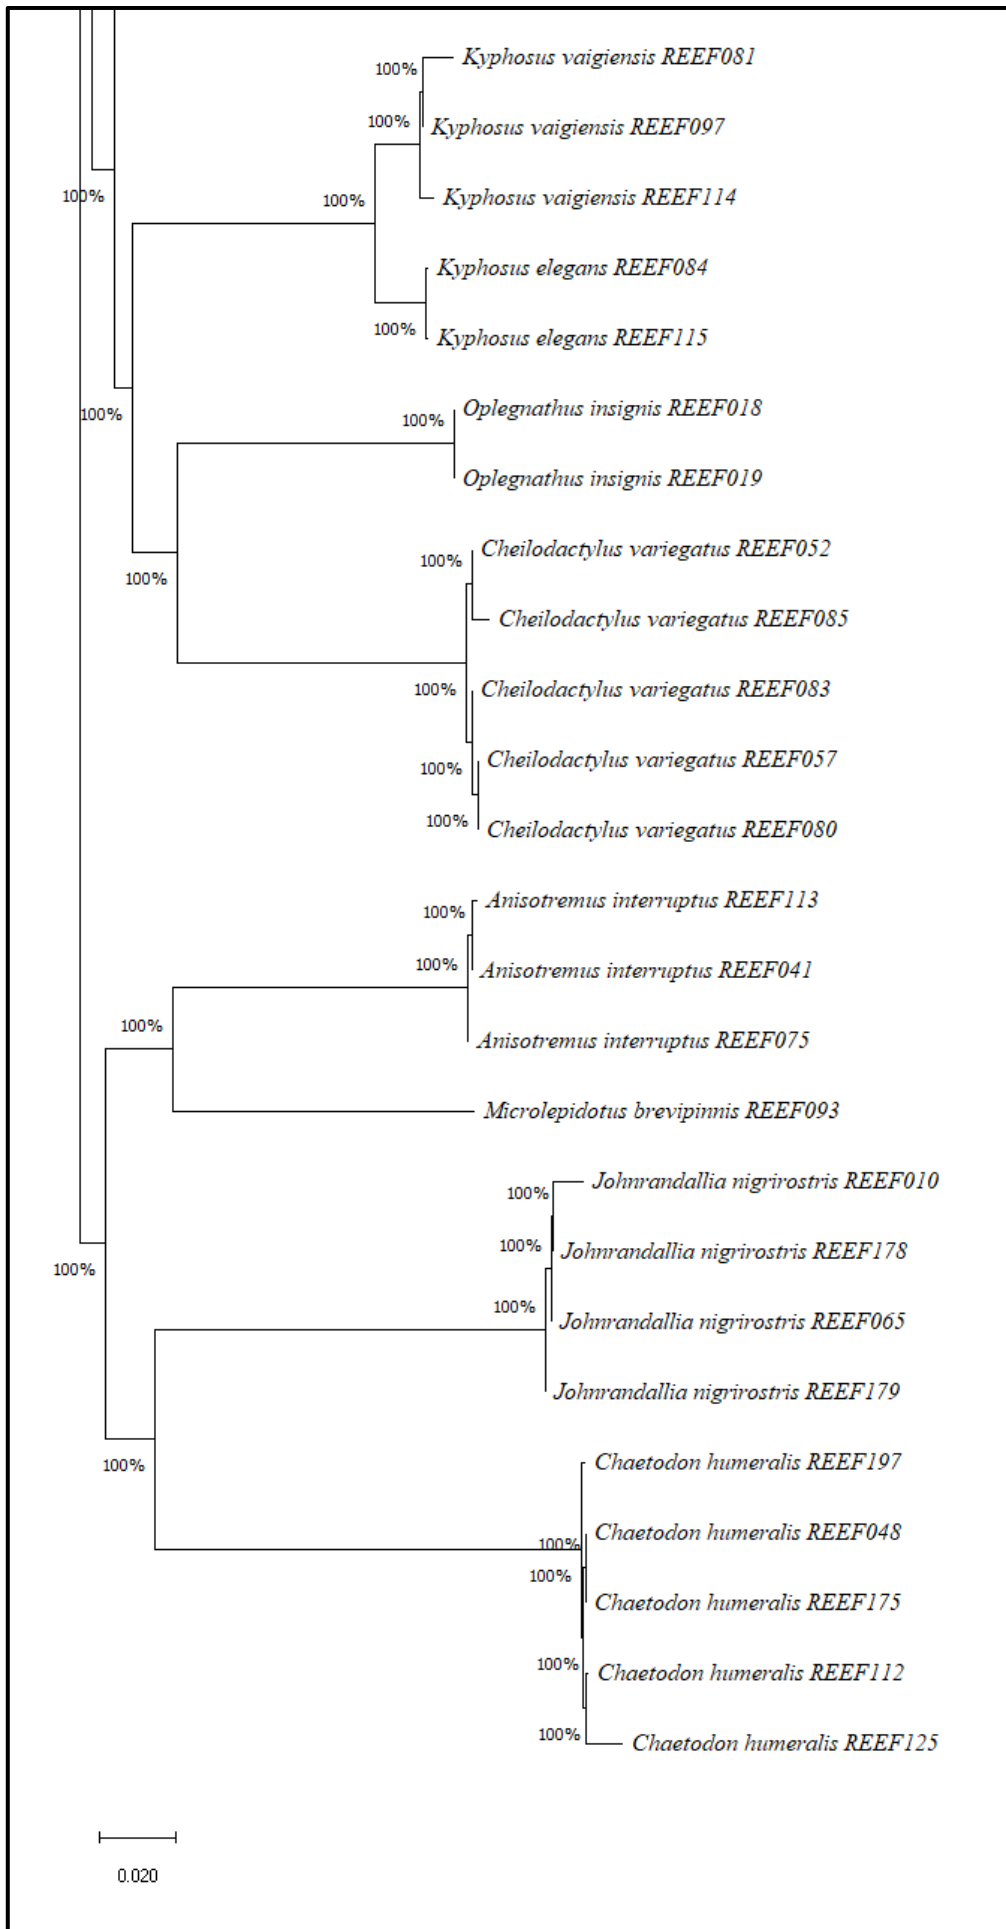 100%
Kyphosus vaigiensis REEF081
100%
Kyphosus vaigiensis REEF097
100%
100%
Kyphosus vaigiensis REEF114
100%
Kyphosus elegans REEF084
100%
Kyphosus elegans REEF115
100%
Oplegnathus insignis REEF018
100%
Oplegnathus insignis REEF019
100%
Cheilodactylus variegatus REEF052
100%
Cheilodactylus variegatus REEF085
100%
Cheilodactylus variegatus REEF083
100%
Cheilodactylus variegatus REEF057
100%
Cheilodactylus variegatus REEF080
100%
Anisotremus interruptus REEF113
100%
Anisotremus interruptus REEF041
100%
Anisotremus interruptus REEF075
Microlepidotus brevipinnis REEF093
100%
Johnrandallia nigrirostris REEF010
100%
Johnrandallia nigrirostris REEF178
100%
100%
Johnrandallia nigrirostris REEF065
Johnrandallia nigrirostris REEF179
100%
Chaetodon humeralis REEF197
100%
Chaetodon humeralis REEF048
100%
Chaetodon humeralis REEF175
100%
Chaetodon humeralis REEF112
100%
Chaetodon humeralis REEF125
0.020